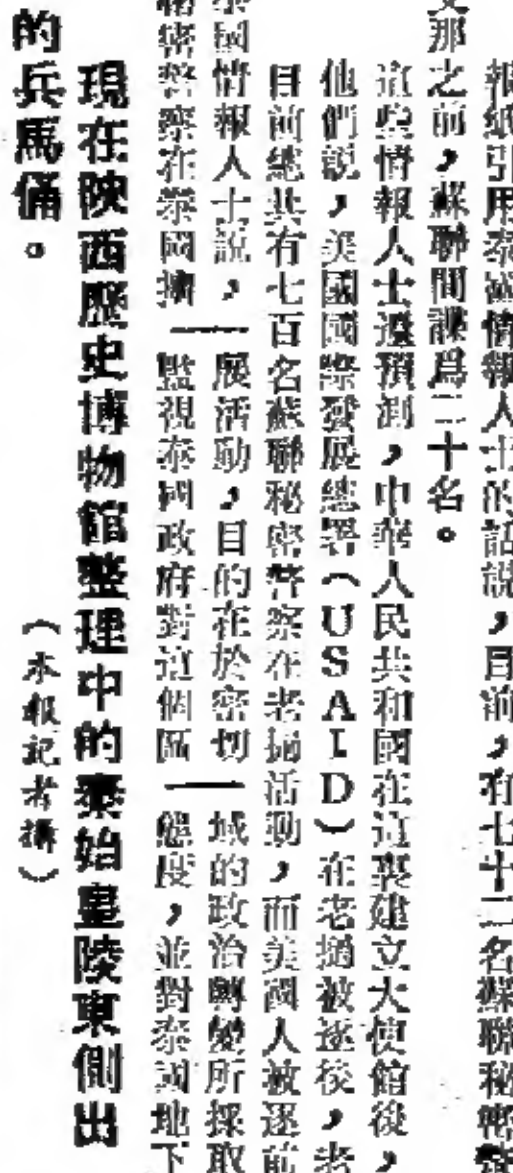 報紙引用泰國情報人士的話說，目前，有七十二名蘇聯秘密警
那之前，蘇聯間諜爲二十名。
這些情報人士還預測，中華人民共和國在這裏建立大使館後，
他們說，美國國際發展總署（USAID）在老撾被逐後，老
目前總共有七百名蘇聯秘密警察在老撾活動，而美國人被逐前
國情報人士說，
密警察在泰國擴
展活動，目的在於密切
監視泰國政府對這個區
域的政治轉變所採取
態度，並對泰國地下
現在陝西歷史博物館整理中的秦始皇陵東側出
的兵馬俑。
（本報記者攝）